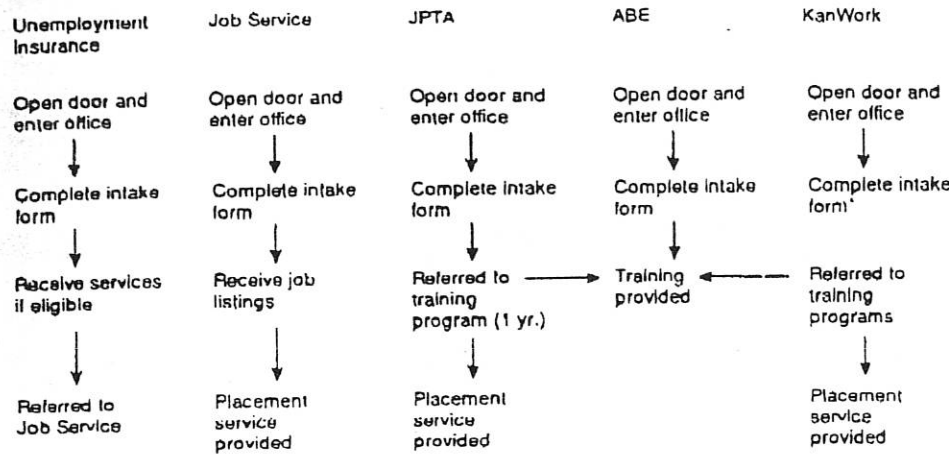 Unemployment
Insurance
Open door and
enter office
Complete intake
form
Receive services
if eligible
Referred to
Job Service
Job Service
Open door and
enter office
Complete intake
form
Receive job
listings
Placement
service
provided
JPTA
Open door and
enter office
Complete intake
form
Referred to
training
program (1 yr.)
Placement
service
provided
ABE
Open door and
enter office
Complete intake
form
Training
provided
KanWork
Open door and
enter office
Complete intake
form
Referred to
training
programs
Placement
service
provided